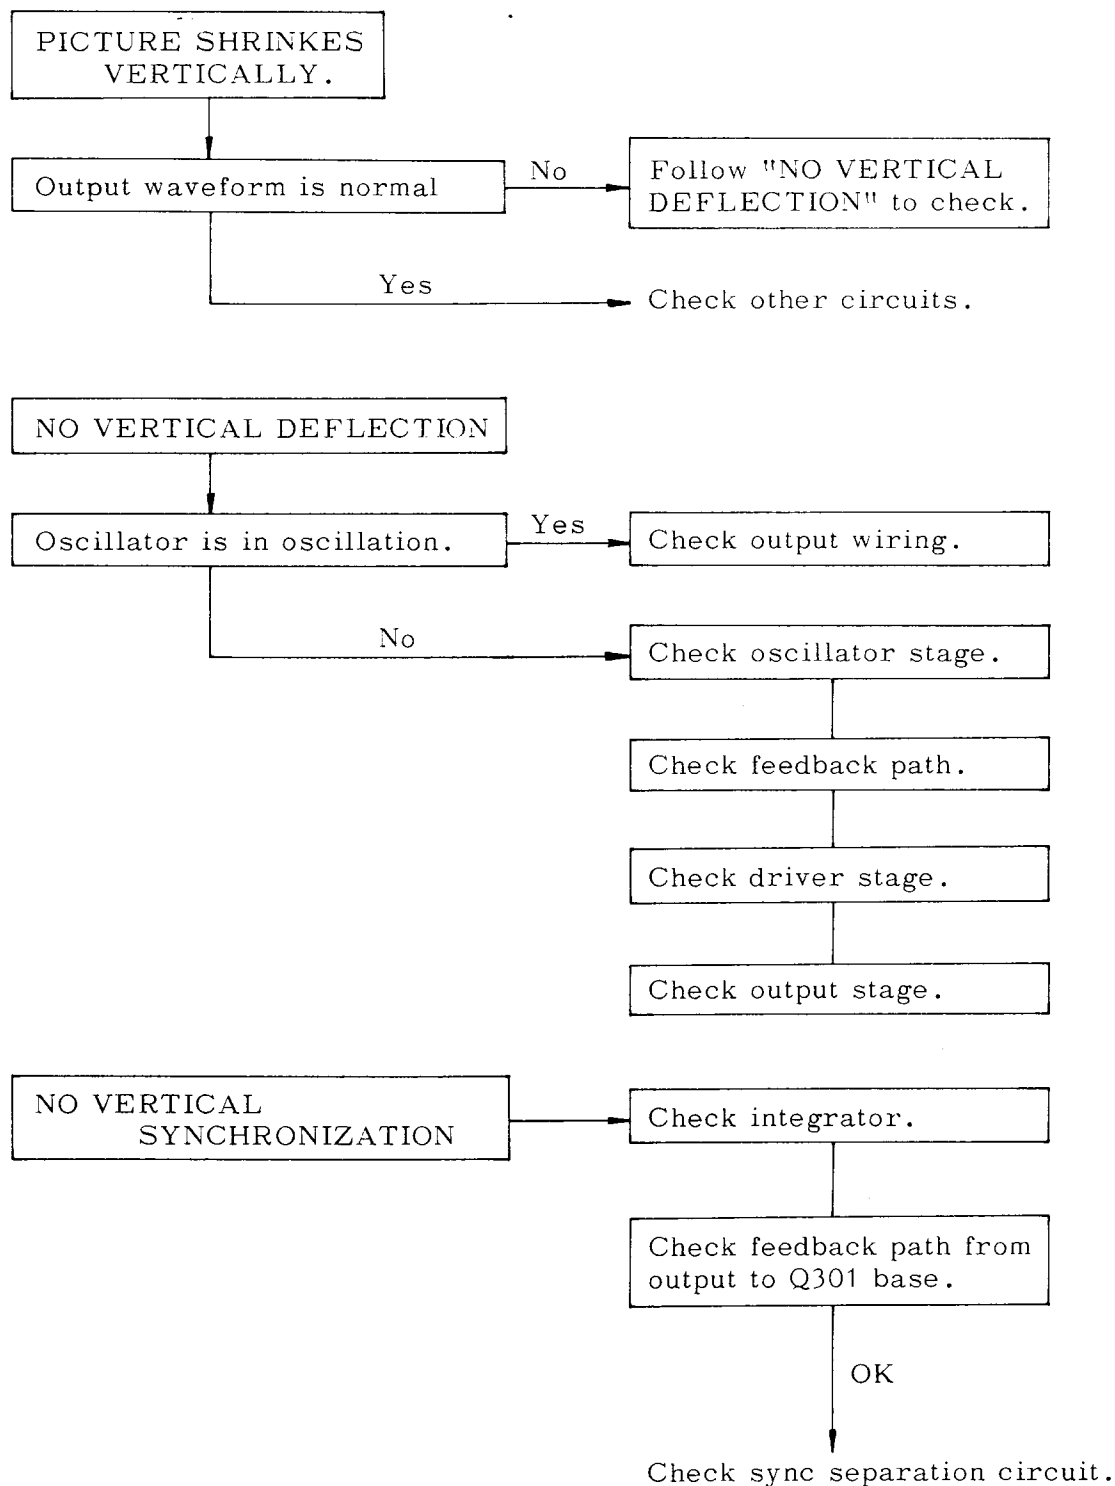 PICTURE SHRINKES
VERTICALLY.
Output waveform is normal
No
Follow "NO VERTICAL
DEFLECTION" to check.
Yes
Check other circuits.
NO VERTICAL DEFLECTION
Oscillator is in oscillation.
Yes
Check output wiring.
No
Check oscillator stage.
Check feedback path.
Check driver stage.
Check output stage.
NO VERTICAL
SYNCHRONIZATION
Check integrator.
Check feedback path from
output to Q301 base.
OK
Check sync separation circuit.